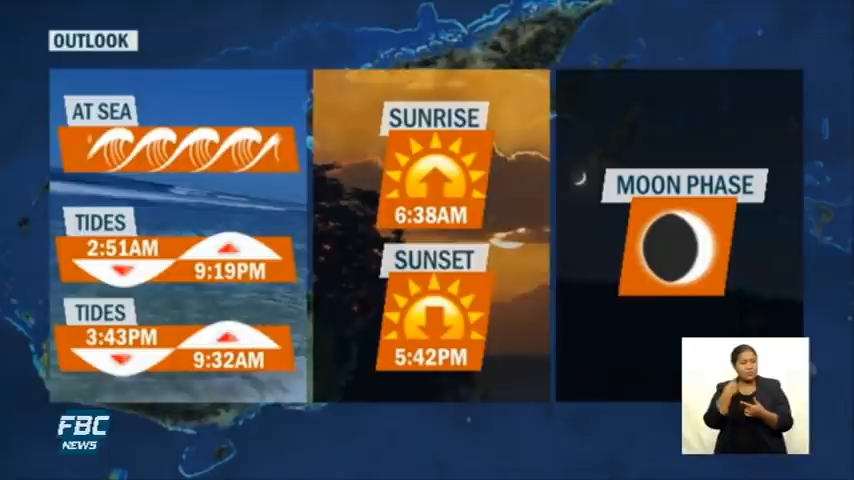 OUTLOOK
AT SEA
TIDES
2:51AM
9:19PM
TIDES
3:43PM
9:32AM
SUNRISE
6:38AM
SUNSET
5:42PM
MOON PHASE
FBC
NEWS